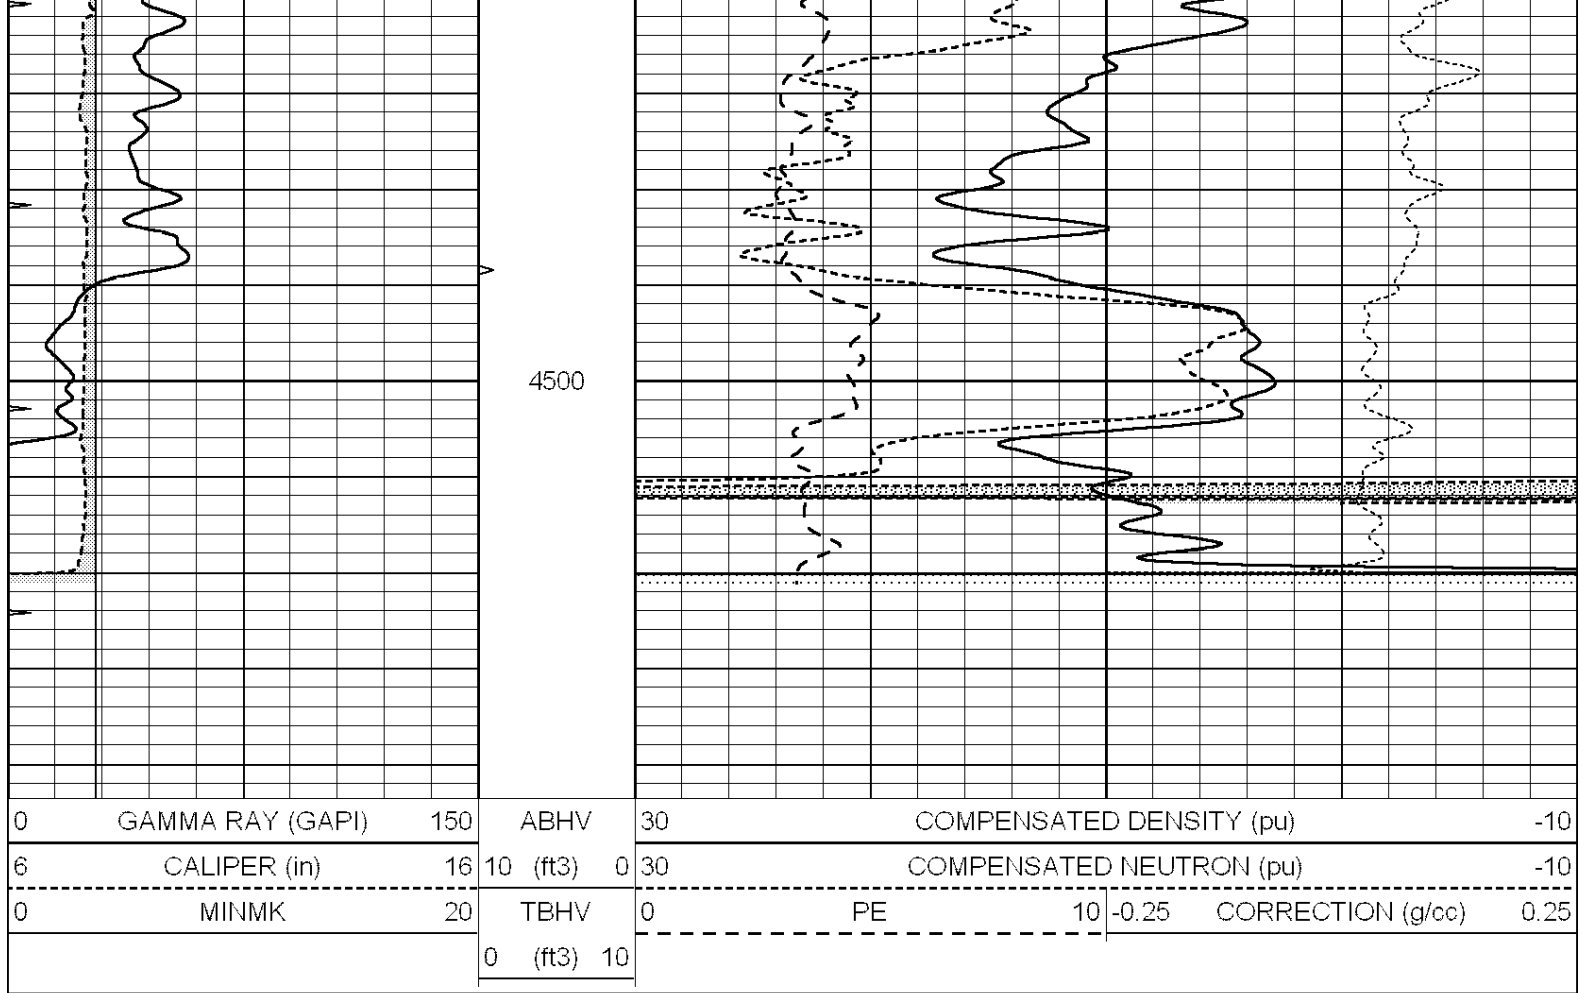 4500
0 GAMMA RAY (GAPI) 150 ABHV 30 COMPENSATED DENSITY (pu) -10
6 CALIPER (in) 16 10 (ft3) 0 30 COMPENSATED NEUTRON (pu) -10
0 MINMK 20 TBHV 0 PE 10 -0.25 CORRECTION (g/cc) 0.25
0 (ft3) 10